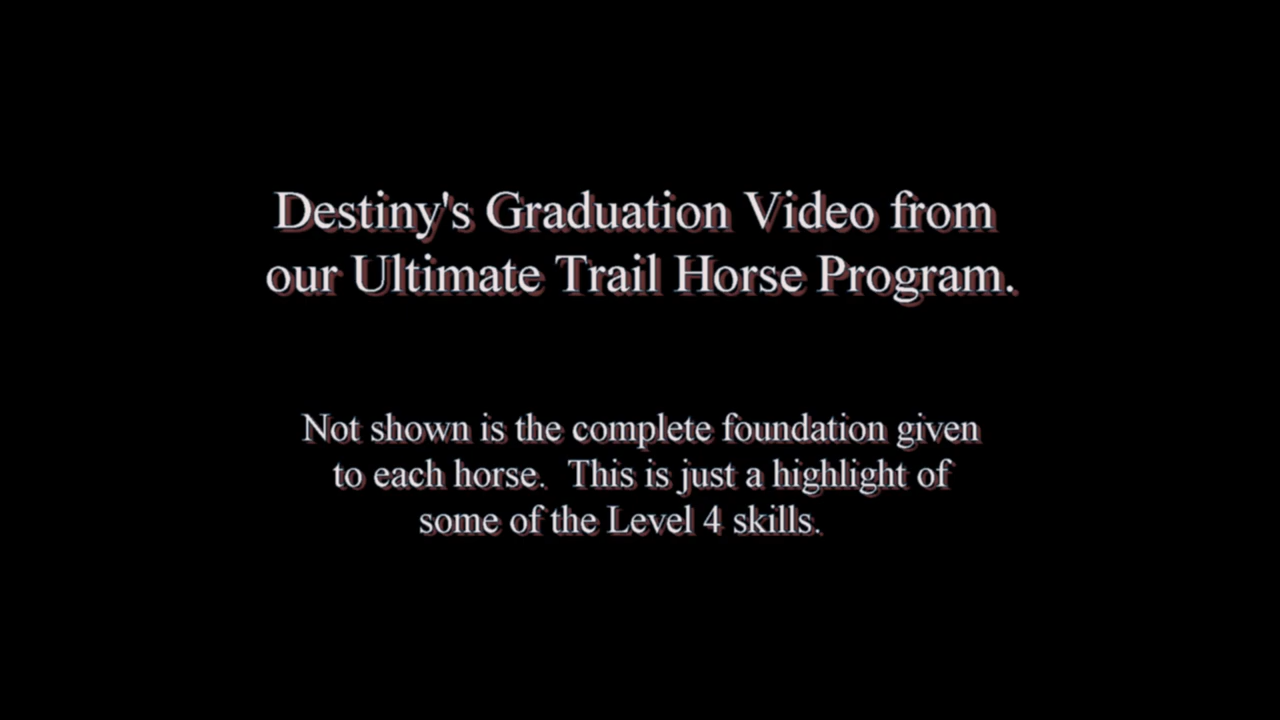 Destiny's Graduation Video from
our Ultimate Trail Horse Program.
Not shown is the complete foundation given
to each horse.  This is just a highlight of
some of the Level 4 skills.